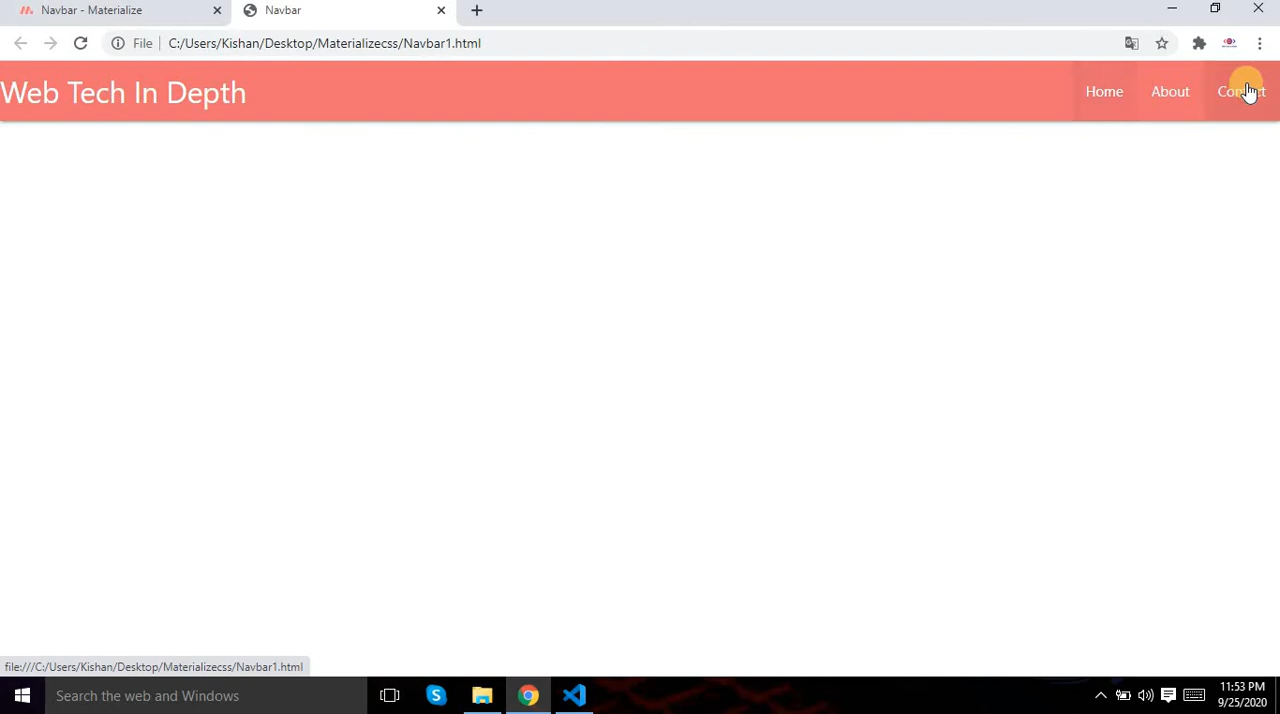 Navbar - Materialize
Navbar
File
C:/Users/Kishan/Desktop/Materializecss/Navbar1.html
Web Tech In Depth
Home
About
Contact
file:///C:/Users/Kishan/Desktop/Materializecss/Navbar1.html
Search the web and Windows
11:53 PM
9/25/2020